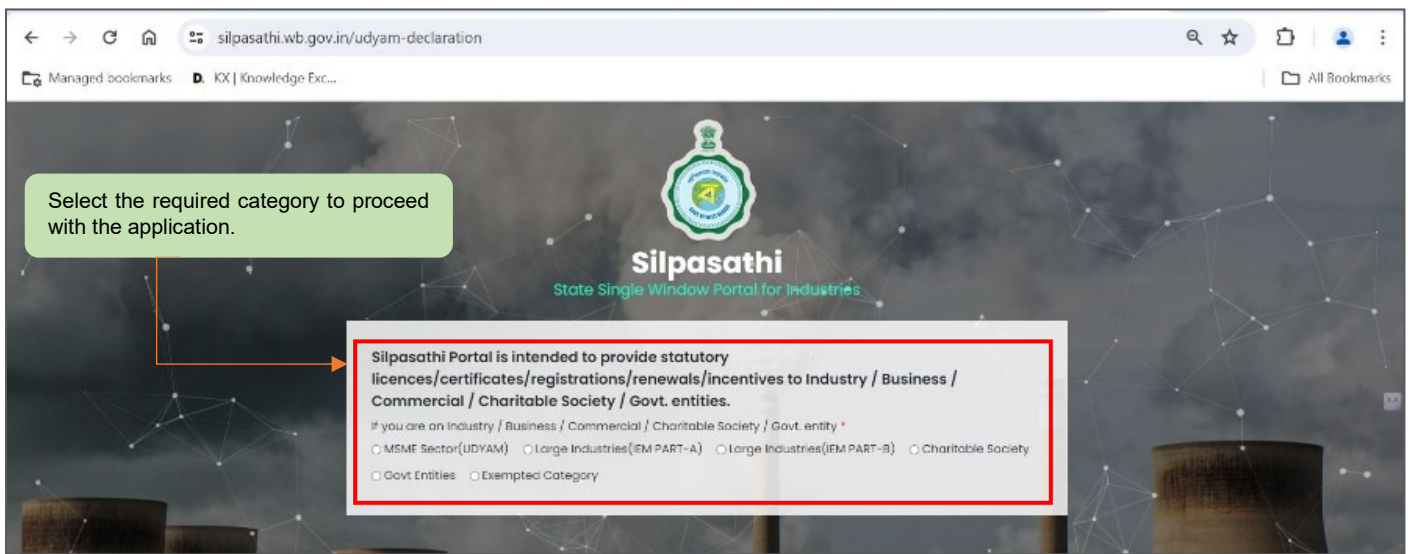 silpasathi.wb.gov.in/udyam-declaration
Managed bookmarks D. KX | Knowledge Exc... All Bookmarks
Select the required category to proceed
with the application.
Silpasathi
State Single Window Portal for Industries
Silpasathi Portal is intended to provide statutory
licences/certificates/registrations/renewals/incentives to Industry / Business /
Commercial / Charitable Society / Govt. entities.
If you are an Industry / Business / Commercial / Charitable Society / Govt. entity *
MSME Sector(UDYAM) Large Industries(IEM PART-A) Large Industries(IEM PART-B) Charitable Society
Govt Entities Exempted Category